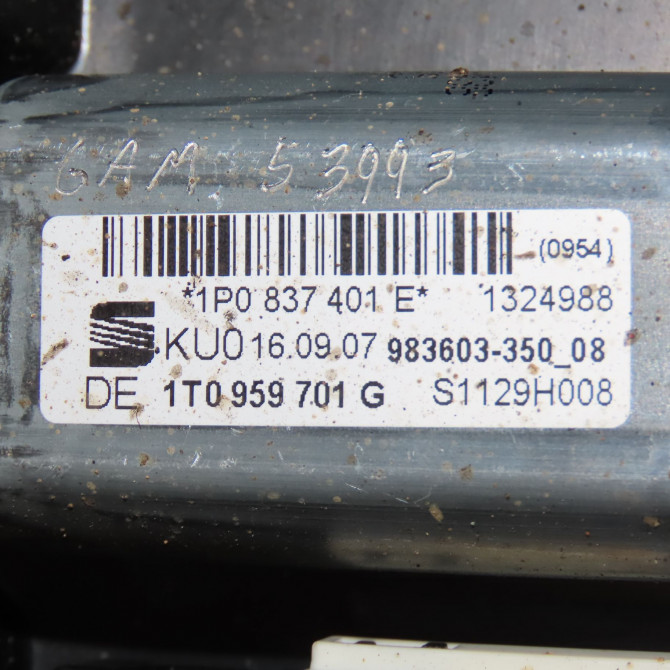 GAM 53993
(0954)
*1P0 837 401 E* 1324988
S KU0 16.09.07 983603-350_08
DE 1T0 959 701 G S1129H008